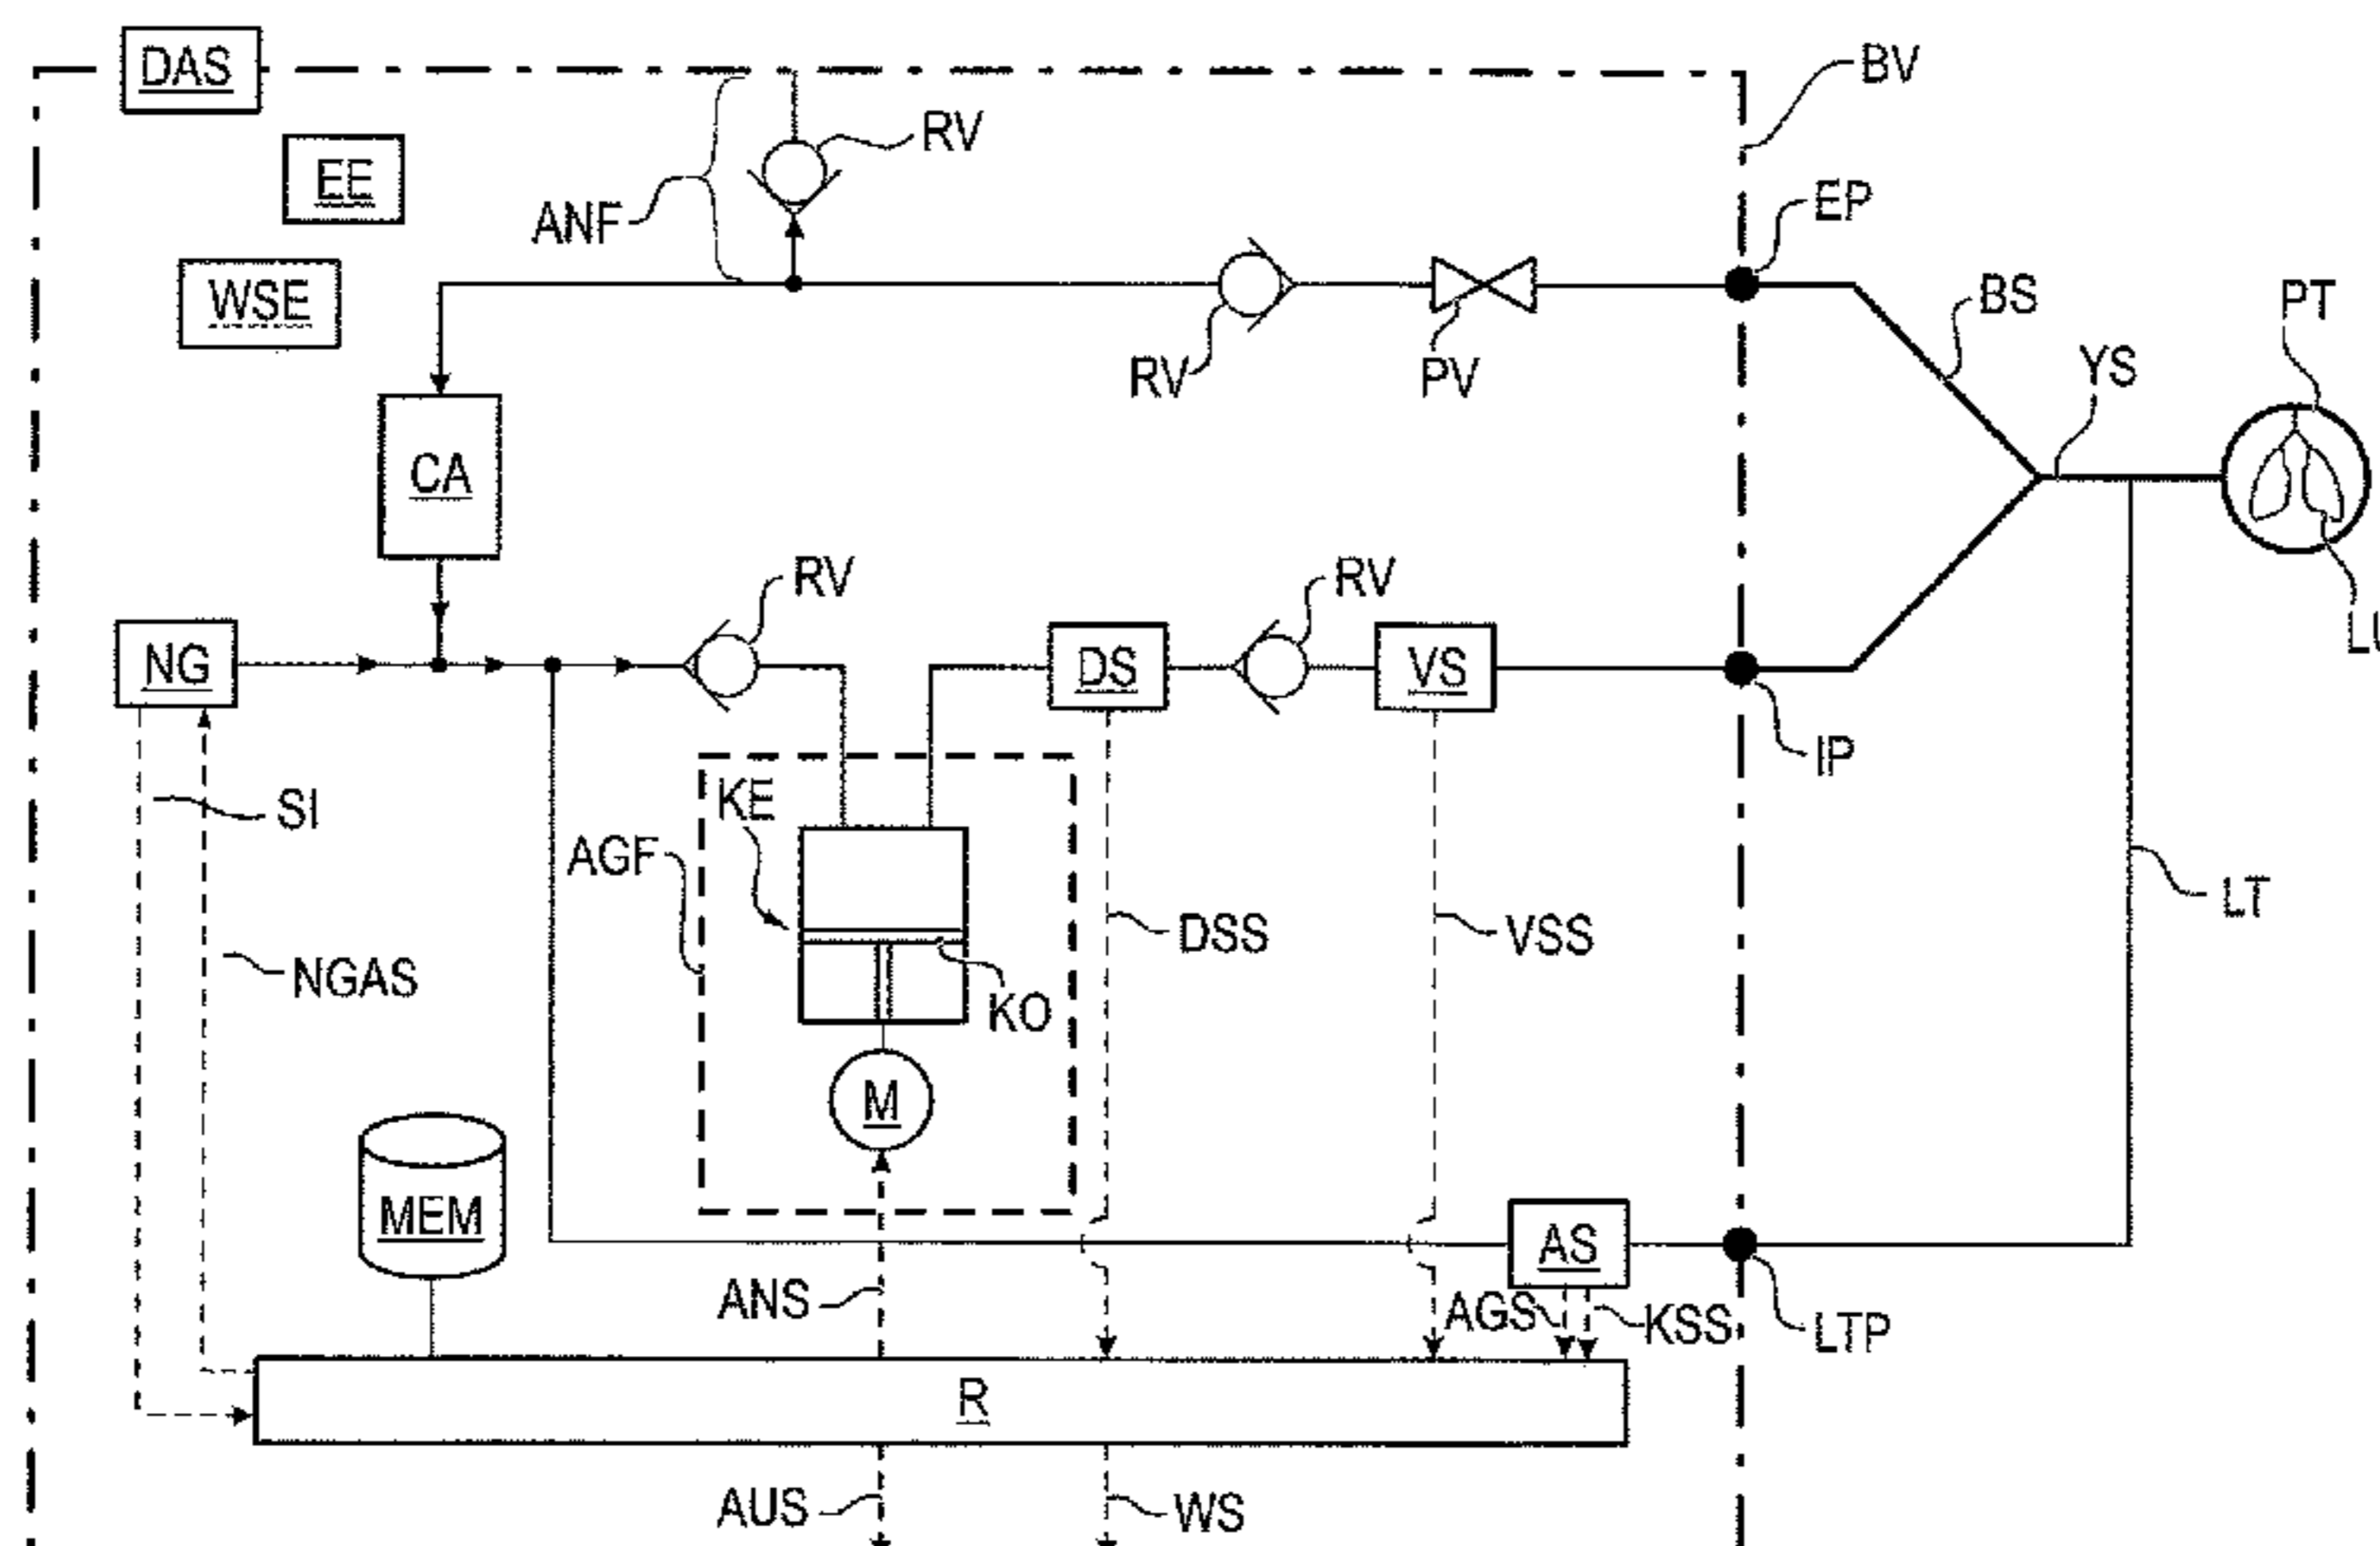 DAS
BV
RV
EE
EP
ANF
WSE
BS
PT
YS
RV
PV
CA
RV
RV
NG
DS
VS
IP
SI
KE
AGF
LT
DSS
VSS
NGAS
KO
M
MEM
AS
ANS
AGS
KSS
LTP
R
AUS
WS